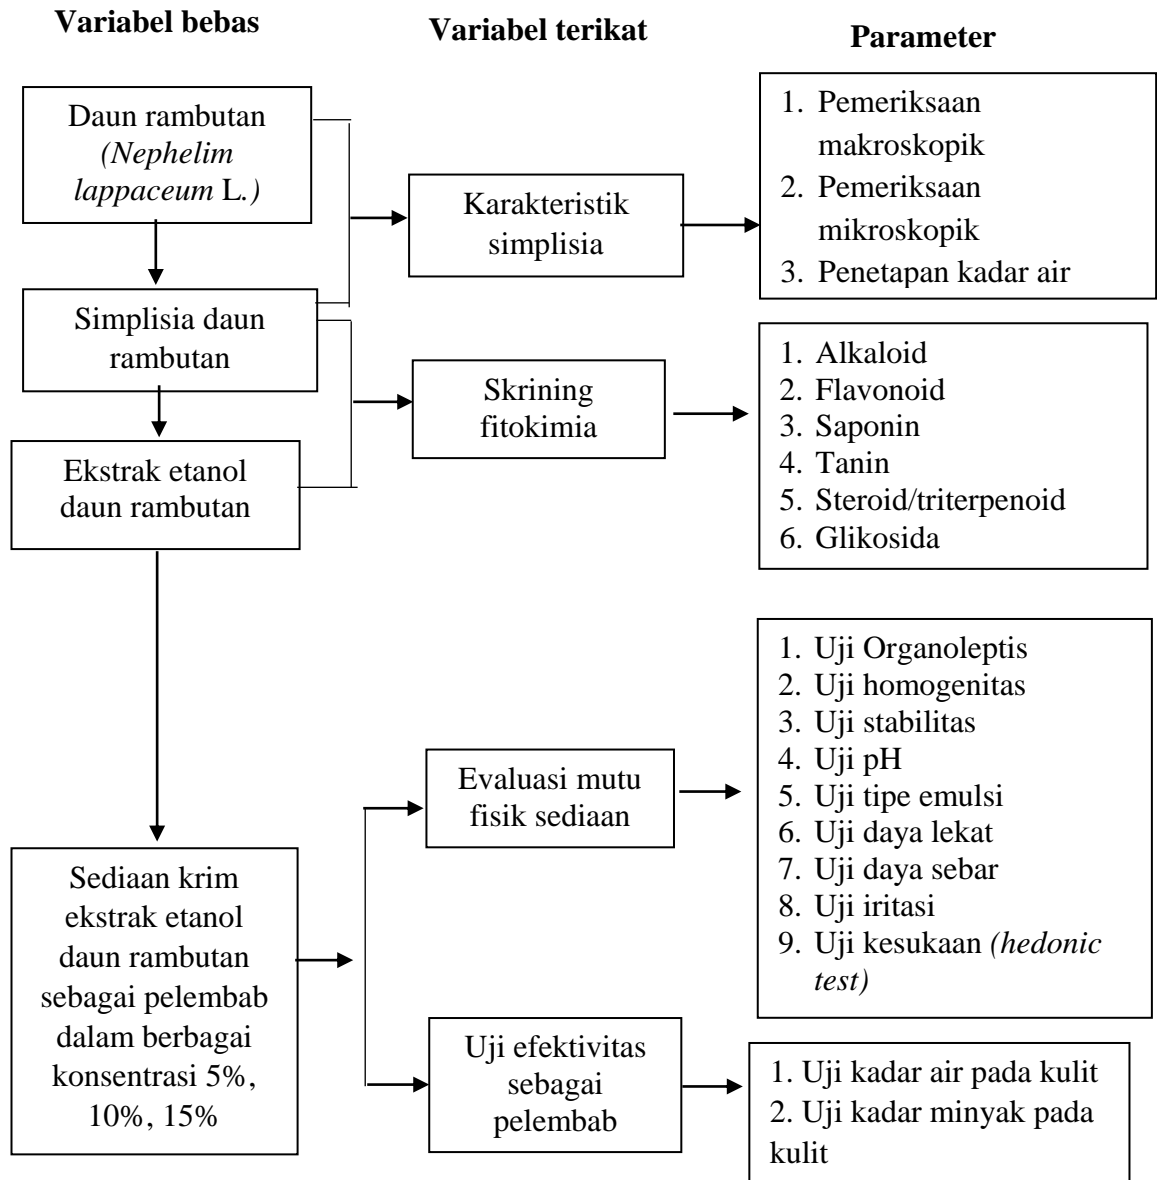 Variabel bebas
Variabel terikat
Parameter
Daun rambutan
(Nephelim
lappaceum L.)
Karakteristik
simplisia
1. Pemeriksaan
makroskopik
2. Pemeriksaan
mikroskopik
3. Penetapan kadar air
Simplisia daun
rambutan
Skrining
fitokimia
1. Alkaloid
2. Flavonoid
3. Saponin
4. Tanin
5. Steroid/triterpenoid
6. Glikosida
Ekstrak etanol
daun rambutan
Evaluasi mutu
fisik sediaan
1. Uji Organoleptis
2. Uji homogenitas
3. Uji stabilitas
4. Uji pH
5. Uji tipe emulsi
6. Uji daya lekat
7. Uji daya sebar
8. Uji iritasi
9. Uji kesukaan (hedonic
test)
Sediaan krim
ekstrak etanol
daun rambutan
sebagai pelembab
dalam berbagai
konsentrasi 5%,
10%, 15%
Uji efektivitas
sebagai
pelembab
1. Uji kadar air pada kulit
2. Uji kadar minyak pada
kulit